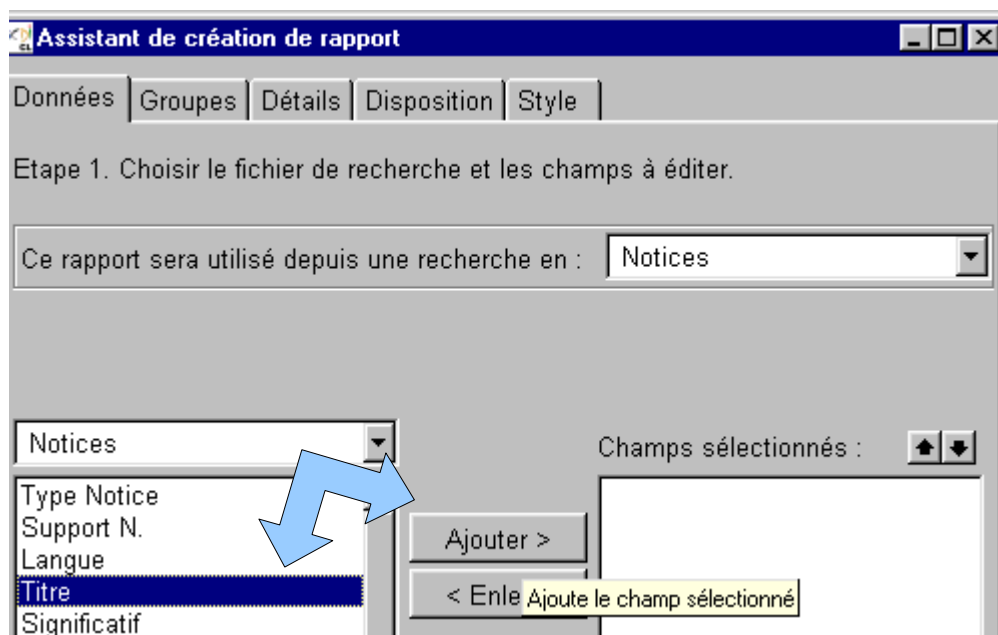 Assistant de création de rapport
Données Groupes Détails Disposition Style
Etape 1. Choisir le fichier de recherche et les champs à éditer.
Ce rapport sera utilisé depuis une recherche en : Notices
Notices
Champs sélectionnés :
Type Notice
Support N.
Langue
Titre
Significatif
Ajouter >
< Enle
Ajoute le champ sélectionné